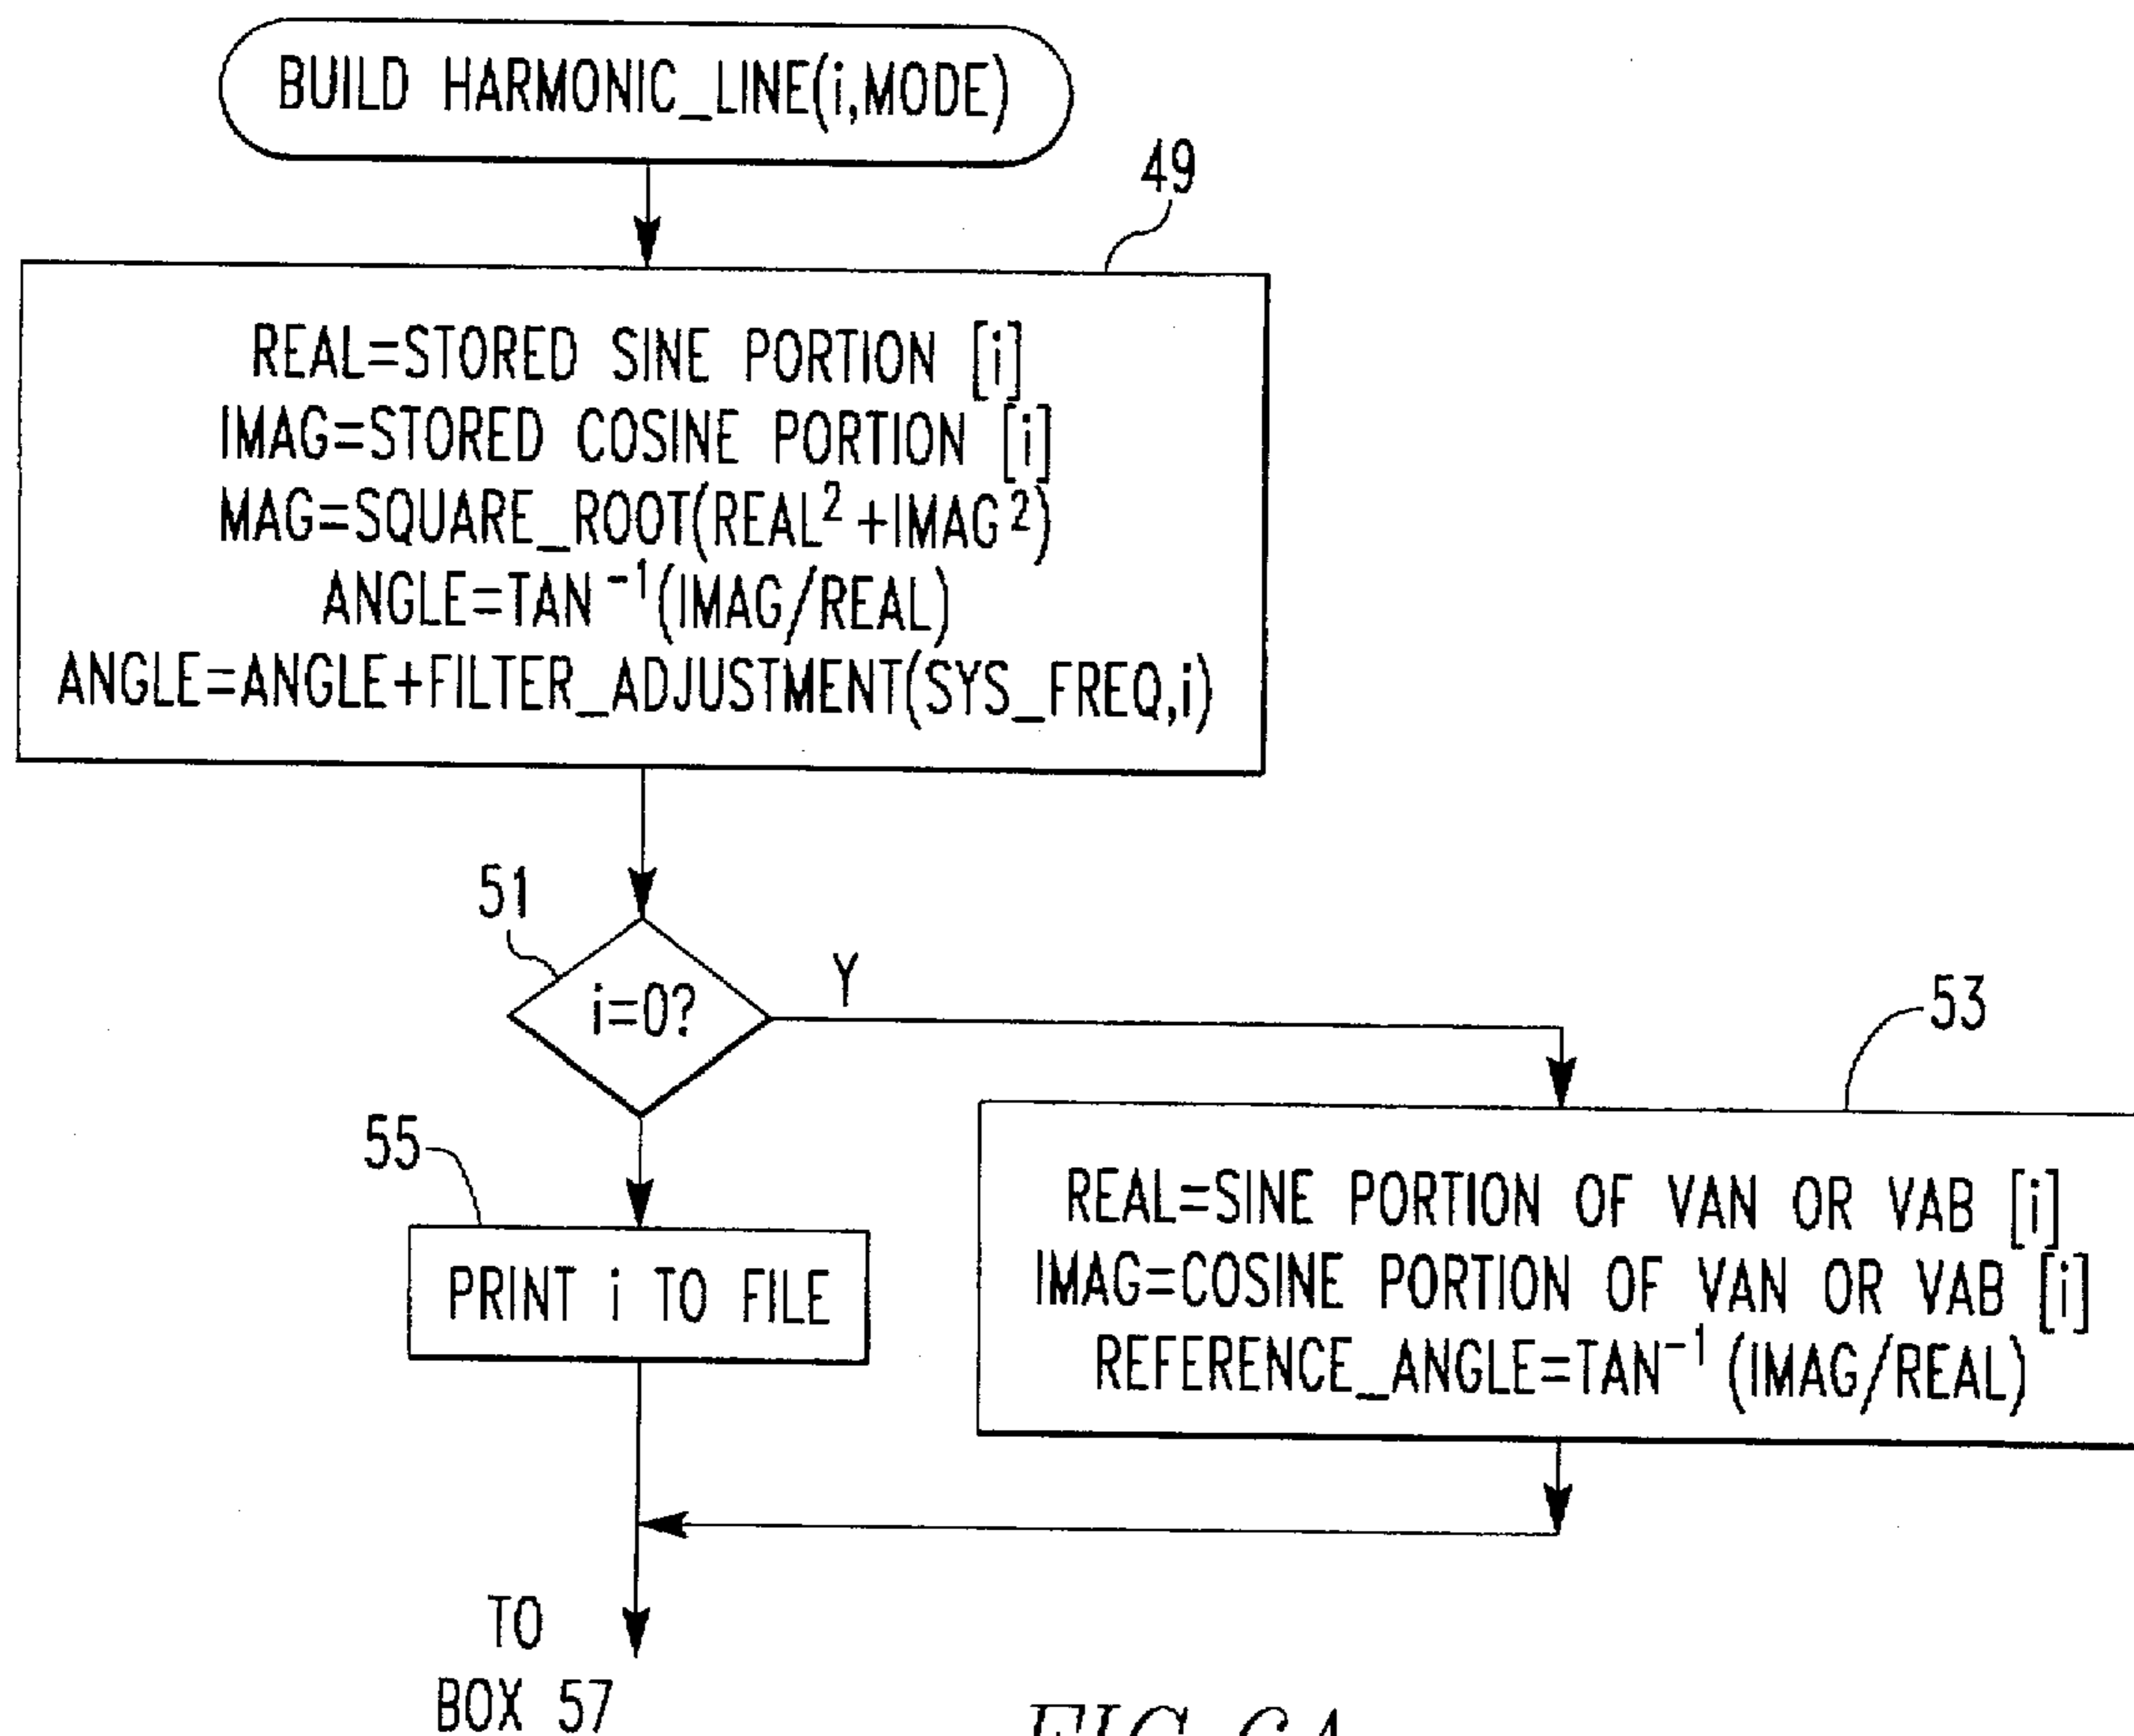 BUILD HARMONIC_LINE(i,MODE)
49
REAL=STORED SINE PORTION [i]
IMAG=STORED COSINE PORTION [i]
MAG=SQUARE_ROOT(REAL²+IMAG²)
ANGLE=TAN⁻¹(IMAG/REAL)
ANGLE=ANGLE+FILTER_ADJUSTMENT(SYS_FREQ,i)
51
i=0?
Y
53
55
PRINT i TO FILE
REAL=SINE PORTION OF VAN OR VAB [i]
IMAG=COSINE PORTION OF VAN OR VAB [i]
REFERENCE_ANGLE=TAN⁻¹(IMAG/REAL)
TO
BOX 57